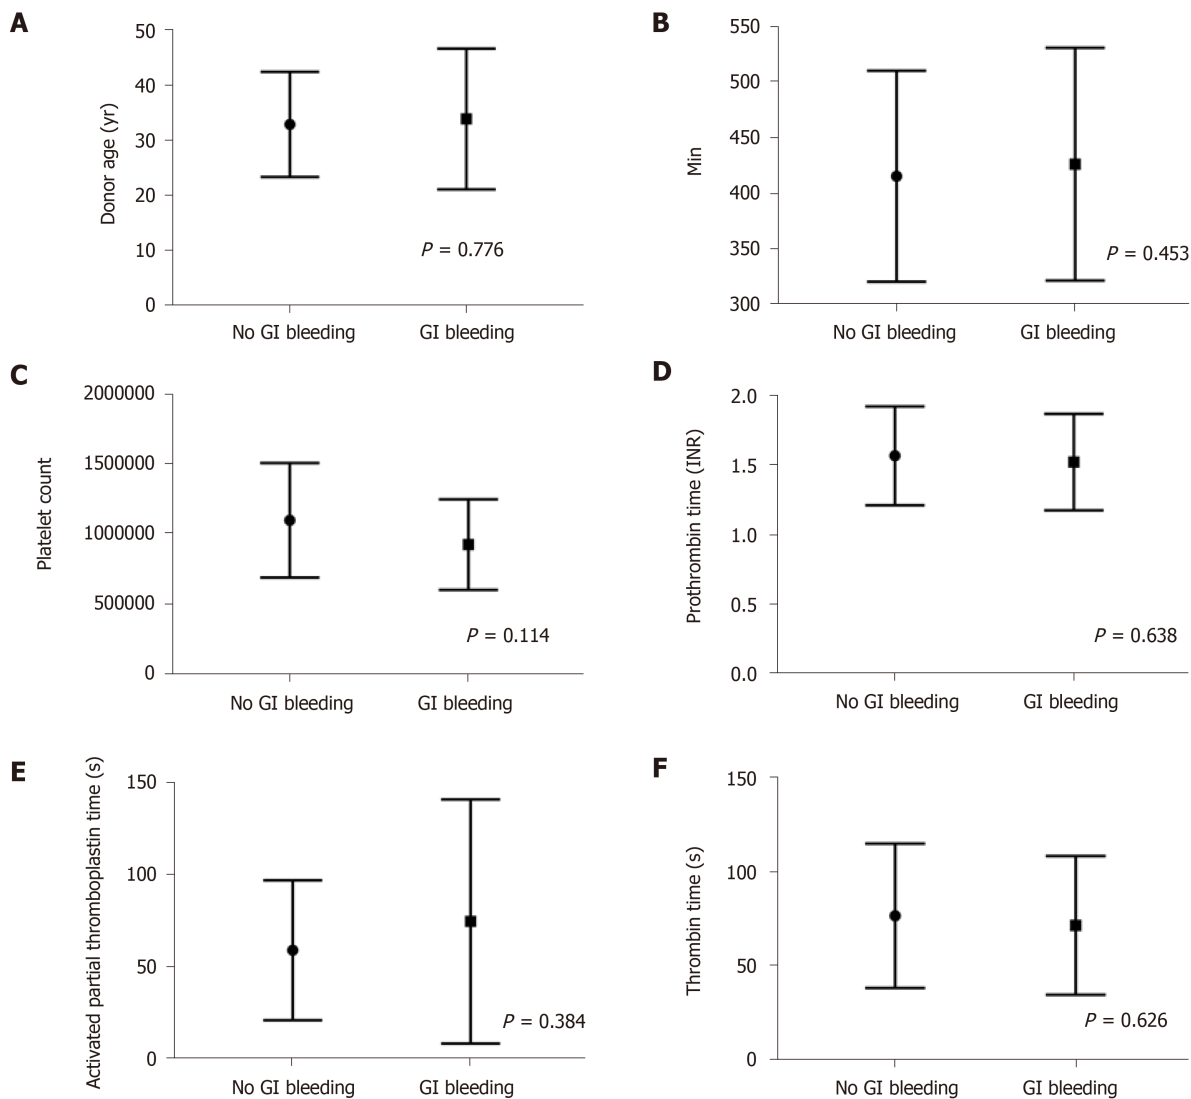 A
Donor age (yr)
50
40
30
20
10
0
P = 0.776
No GI bleeding
GI bleeding
B
Min
550
500
450
400
350
300
P = 0.453
No GI bleeding
GI bleeding
C
Platelet count
2000000
1500000
1000000
500000
0
P = 0.114
No GI bleeding
GI bleeding
D
Prothrombin time (INR)
2.0
1.5
1.0
0.5
0.0
P = 0.638
No GI bleeding
GI bleeding
E
Activated partial thromboplastin time (s)
150
100
50
0
P = 0.384
No GI bleeding
GI bleeding
F
Thrombin time (s)
150
100
50
0
P = 0.626
No GI bleeding
GI bleeding